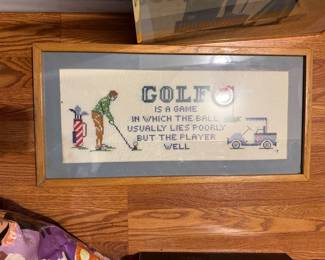 GOLF
IS A GAME
IN WHICH THE BALL
USUALLY LIES POORLY
BUT THE PLAYER
WELL